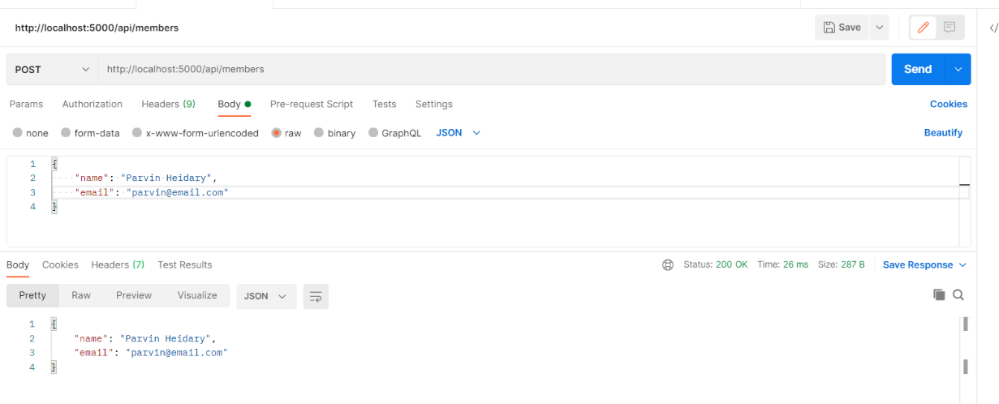 http://localhost:5000/api/members
Save
</
POST
http://localhost:5000/api/members
Send
Params Authorization Headers (9) Body Pre-request Script Tests Settings Cookies
none form-data x-www-form-urlencoded raw binary GraphQL JSON Beautify
1 {
2 "name": "Parvin Heidary",
3 "email": "parvin@email.com"
4 }
Body Cookies Headers (7) Test Results Status: 200 OK Time: 26 ms Size: 287 B Save Response
Pretty Raw Preview Visualize JSON
1 {
2 "name": "Parvin Heidary",
3 "email": "parvin@email.com"
4 }